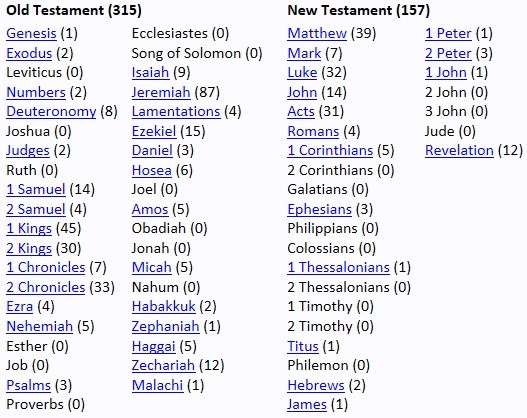 Old Testament (315)
Genesis (1)
Exodus (2)
Leviticus (0)
Numbers (2)
Deuteronomy (8)
Joshua (0)
Judges (2)
Ruth (0)
1 Samuel (14)
2 Samuel (4)
1 Kings (45)
2 Kings (30)
1 Chronicles (7)
2 Chronicles (33)
Ezra (4)
Nehemiah (5)
Esther (0)
Job (0)
Psalms (3)
Proverbs (0)
Ecclesiastes (0)
Song of Solomon (0)
Isaiah (9)
Jeremiah (87)
Lamentations (4)
Ezekiel (15)
Daniel (3)
Hosea (6)
Joel (0)
Amos (5)
Obadiah (0)
Jonah (0)
Micah (5)
Nahum (0)
Habakkuk (2)
Zephaniah (1)
Haggai (5)
Zechariah (12)
Malachi (1)
New Testament (157)
Matthew (39)
Mark (7)
Luke (32)
John (14)
Acts (31)
Romans (4)
1 Corinthians (5)
2 Corinthians (0)
Galatians (0)
Ephesians (3)
Philippians (0)
Colossians (0)
1 Thessalonians (1)
2 Thessalonians (0)
1 Timothy (0)
2 Timothy (0)
Titus (1)
Philemon (0)
Hebrews (2)
James (1)
1 Peter (1)
2 Peter (3)
1 John (1)
2 John (0)
3 John (0)
Jude (0)
Revelation (12)